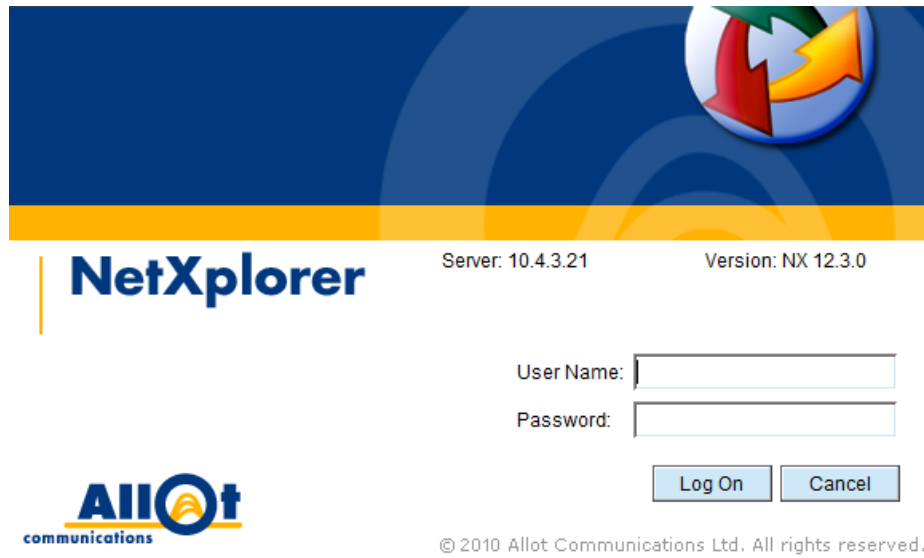 NetXplorer
Server: 10.4.3.21
Version: NX 12.3.0
User Name:
Password:
Log On
Cancel
Allot
communications
© 2010 Allot Communications Ltd. All rights reserved.